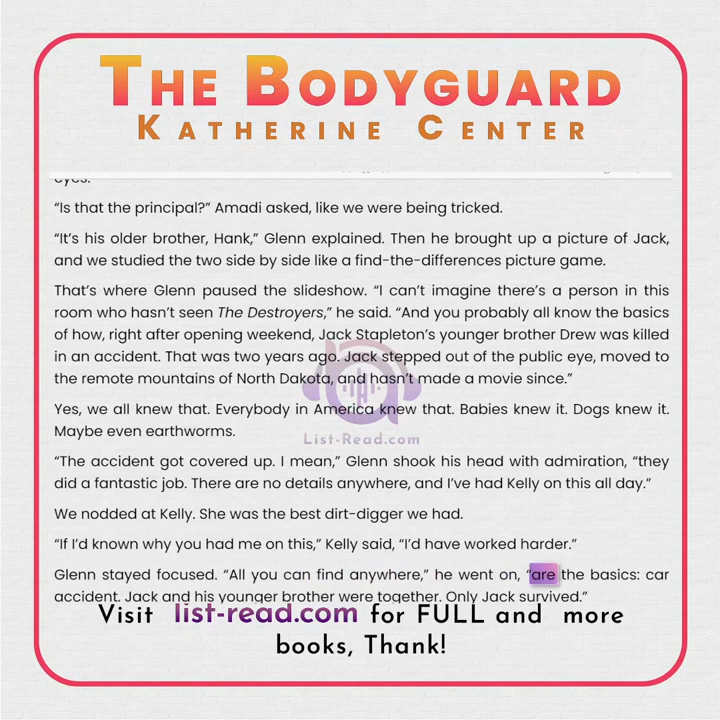 THE BODYGUARD
KATHERINE CENTER
eyes.
“Is that the principal?” Amadi asked, like we were being tricked.
“It’s his older brother, Hank,” Glenn explained. Then he brought up a picture of Jack,
and we studied the two side by side like a find-the-differences picture game.
That’s where Glenn paused the slideshow. “I can’t imagine there’s a person in this
room who hasn’t seen The Destroyers,” he said. “And you probably all know the basics
of how, right after opening weekend, Jack Stapleton’s younger brother Drew was killed
in an accident. That was two years ago. Jack stepped out of the public eye, moved to
the remote mountains of North Dakota, and hasn’t made a movie since.”
Yes, we all knew that. Everybody in America knew that. Babies knew it. Dogs knew it.
Maybe even earthworms.
List-Read.com
“The accident got covered up. I mean,” Glenn shook his head with admiration, “they
did a fantastic job. There are no details anywhere, and I’ve had Kelly on this all day.”
We nodded at Kelly. She was the best dirt-digger we had.
“If I’d known why you had me on this,” Kelly said, “I’d have worked harder.”
Glenn stayed focused. “All you can find anywhere,” he went on, “are the basics: car
accident. Jack and his younger brother were together. Only Jack survived.”
Visit list-read.com for FULL and more
books, Thank!